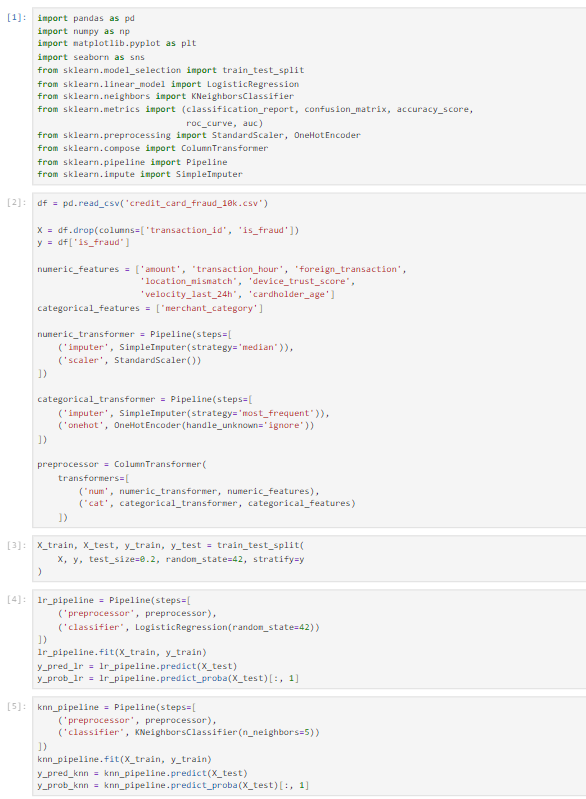 [1]:
import pandas as pd
import numpy as np
import matplotlib.pyplot as plt
import seaborn as sns
from sklearn.model_selection import train_test_split
from sklearn.linear_model import LogisticRegression
from sklearn.neighbors import KNeighborsClassifier
from sklearn.metrics import (classification_report, confusion_matrix, accuracy_score,
                             roc_curve, auc)
from sklearn.preprocessing import StandardScaler, OneHotEncoder
from sklearn.compose import ColumnTransformer
from sklearn.pipeline import Pipeline
from sklearn.impute import SimpleImputer
[2]:
df = pd.read_csv('credit_card_fraud_10k.csv')

X = df.drop(columns=['transaction_id', 'is_fraud'])
y = df['is_fraud']

numeric_features = ['amount', 'transaction_hour', 'foreign_transaction',
                    'location_mismatch', 'device_trust_score',
                    'velocity_last_24h', 'cardholder_age']
categorical_features = ['merchant_category']

numeric_transformer = Pipeline(steps=[
    ('imputer', SimpleImputer(strategy='median')),
    ('scaler', StandardScaler())
])

categorical_transformer = Pipeline(steps=[
    ('imputer', SimpleImputer(strategy='most_frequent')),
    ('onehot', OneHotEncoder(handle_unknown='ignore'))
])

preprocessor = ColumnTransformer(
    transformers=[
        ('num', numeric_transformer, numeric_features),
        ('cat', categorical_transformer, categorical_features)
    ])
[3]:
X_train, X_test, y_train, y_test = train_test_split(
    X, y, test_size=0.2, random_state=42, stratify=y
)
[4]:
lr_pipeline = Pipeline(steps=[
    ('preprocessor', preprocessor),
    ('classifier', LogisticRegression(random_state=42))
])
lr_pipeline.fit(X_train, y_train)
y_pred_lr = lr_pipeline.predict(X_test)
y_prob_lr = lr_pipeline.predict_proba(X_test)[:, 1]
[5]:
knn_pipeline = Pipeline(steps=[
    ('preprocessor', preprocessor),
    ('classifier', KNeighborsClassifier(n_neighbors=5))
])
knn_pipeline.fit(X_train, y_train)
y_pred_knn = knn_pipeline.predict(X_test)
y_prob_knn = knn_pipeline.predict_proba(X_test)[:, 1]